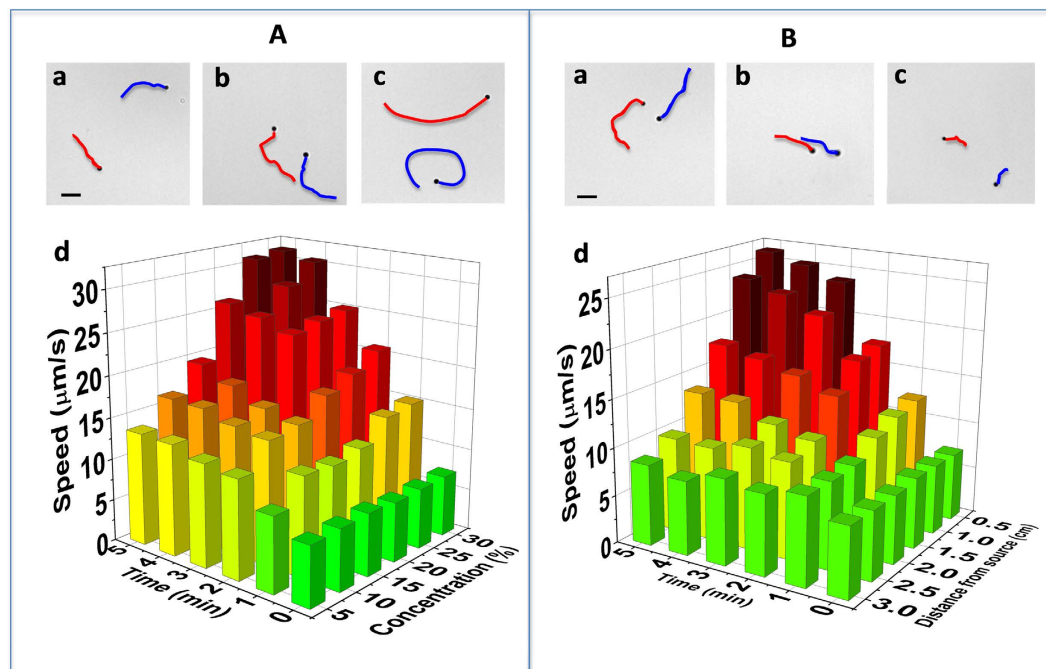 A
a
b
c
d
30
25
20
15
10
5
0
Speed (μm/s)
5
4
3
2
1
0
Time (min)
5
10
15
20
25
30
Concentration (%)
B
a
b
c
d
25
20
15
10
5
0
Speed (μm/s)
5
4
3
2
1
0
Time (min)
3.0
2.5
2.0
1.5
1.0
0.5
Distance from source (cm)